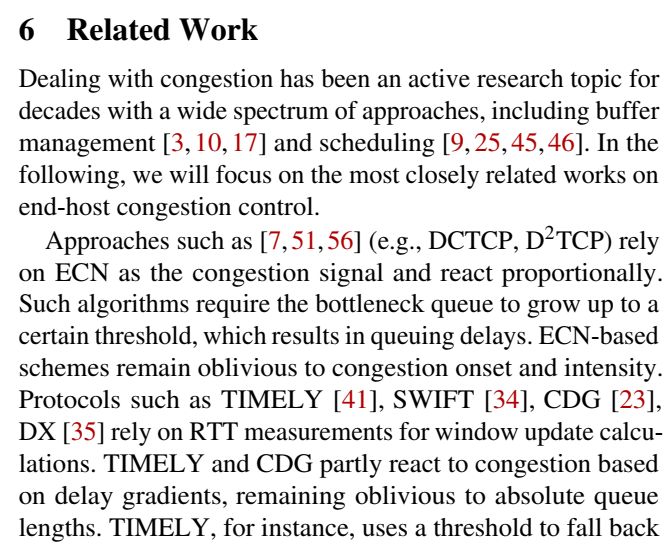 6 Related Work
Dealing with congestion has been an active research topic for
decades with a wide spectrum of approaches, including buffer
management [3, 10, 17] and scheduling [9, 25, 45, 46]. In the
following, we will focus on the most closely related works on
end-host congestion control.
Approaches such as [7, 51, 56] (e.g., DCTCP, D²TCP) rely
on ECN as the congestion signal and react proportionally.
Such algorithms require the bottleneck queue to grow up to a
certain threshold, which results in queuing delays. ECN-based
schemes remain oblivious to congestion onset and intensity.
Protocols such as TIMELY [41], SWIFT [34], CDG [23],
DX [35] rely on RTT measurements for window update calcu-
lations. TIMELY and CDG partly react to congestion based
on delay gradients, remaining oblivious to absolute queue
lengths. TIMELY, for instance, uses a threshold to fall back